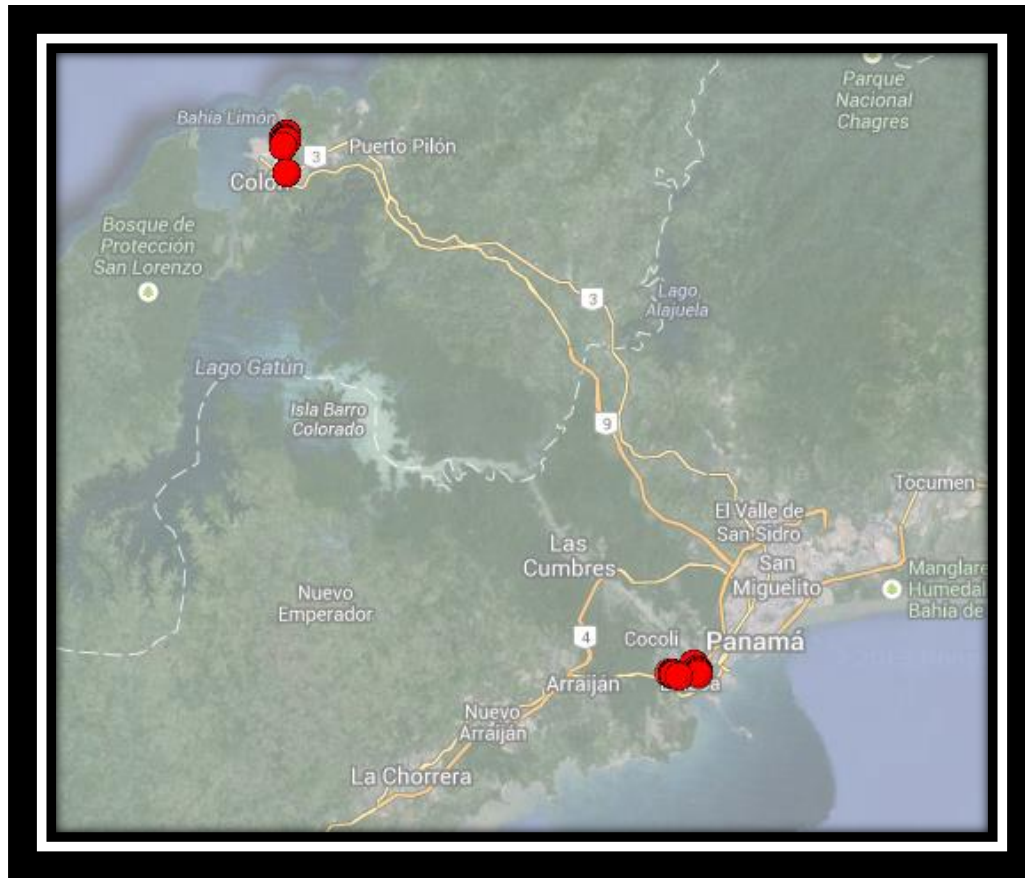 Parque
Nacional
Chagres
Bahía Limón
3
Puerto Pilón
Bosque de
Protección
San Lorenzo
3
Lago
Alajuela
Lago Gatún
Isla Barro
Colorado
9
Tocumen
El Valle de
San Sidro
Las
Cumbres
San
Miguelito
Manglare
Humedal
Bahía de
Nuevo
Emperador
4
Cocoli
Panamá
Arraiján
Nuevo
Arraiján
La Chorrera